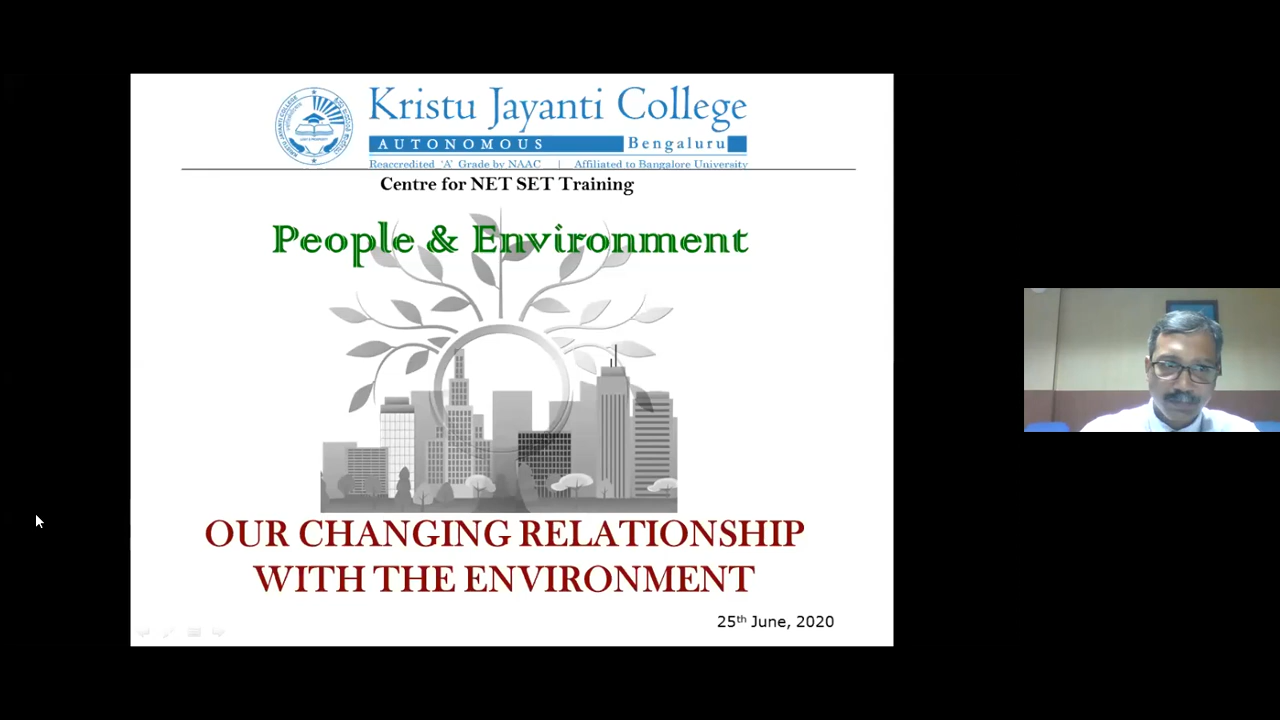 Kristu Jayanti College
AUTONOMOUS Bengaluru
Reaccredited 'A' Grade by NAAC | Affiliated to Bangalore University
Centre for NET SET Training
People & Environment
OUR CHANGING RELATIONSHIP
WITH THE ENVIRONMENT
25th June, 2020